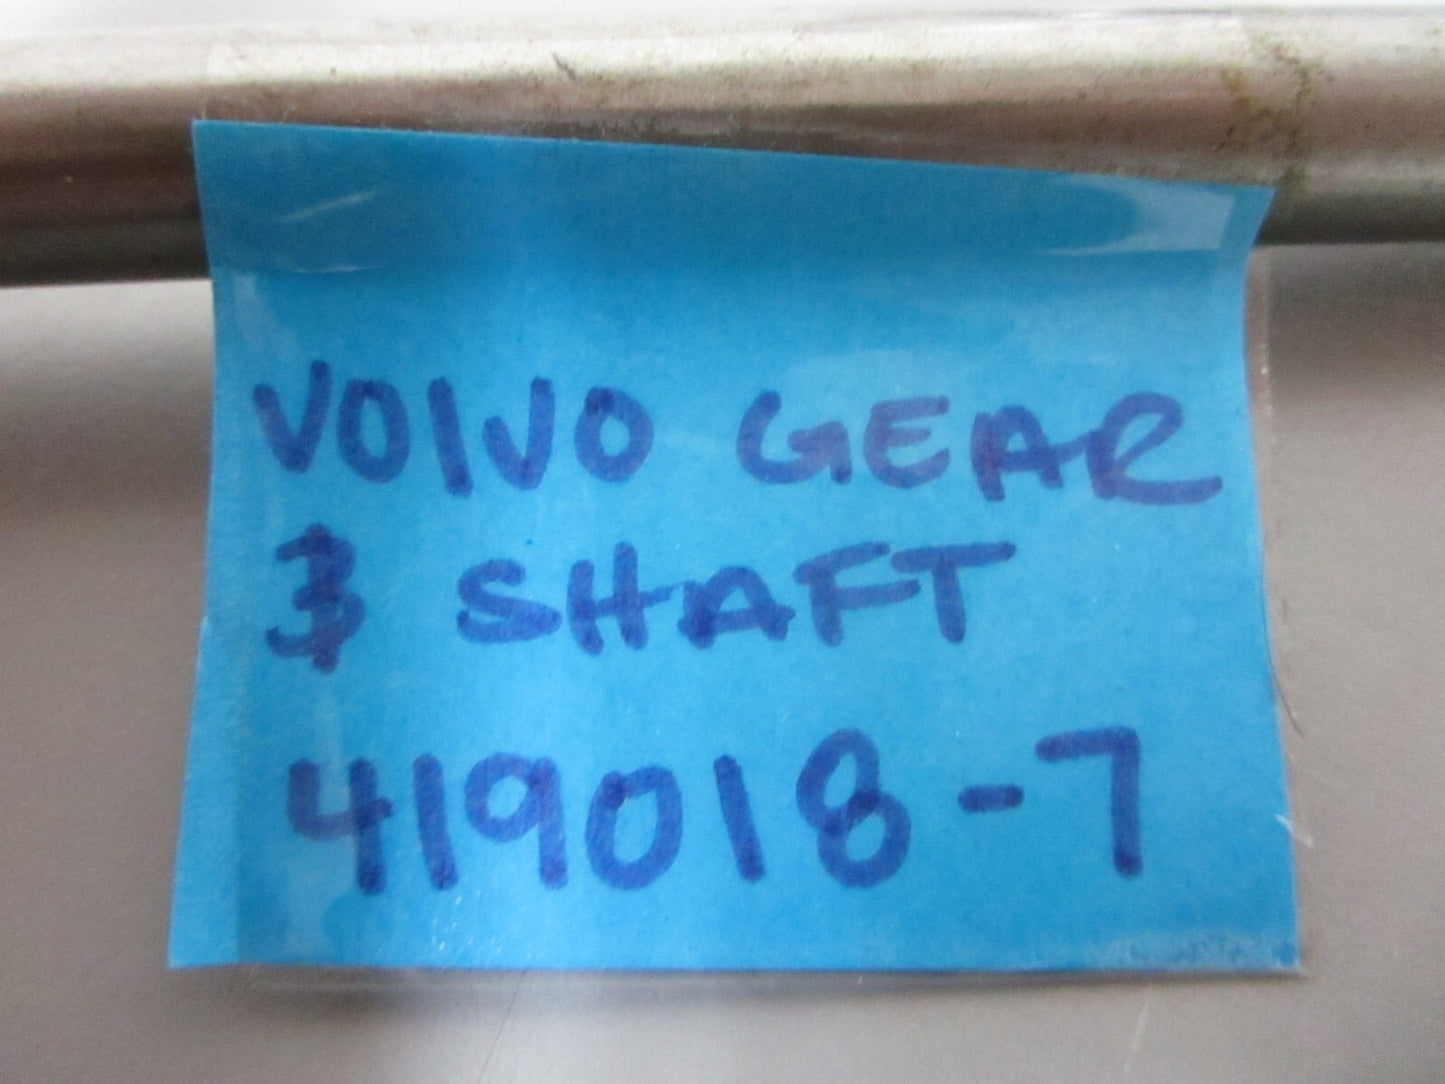 VOLVO GEAR
& SHAFT
419018-7